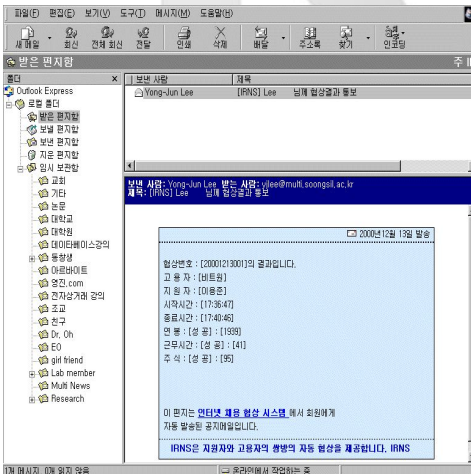 파일(F) 편집(E) 보기(V) 도구(T) 메시지(M) 도움말(H)
새 메일 회신 전체 회신 전달 인쇄 삭제 배달 주소록 찾기 인코딩
받은 편지함
폴더 × 보낸 사람 제목
Outlook Express
Yong-Jun Lee [IRNS] Lee 님께 협상결과 통보
로컬 폴더
받은 편지함
보낼 편지함
보낸 편지함
지운 편지함
임시 보관함
교회
기타
논문
대학교
대학원
데이타베이스강의
동창생
아르바이트
영진.com
전자상거래 강의
조교
친구
Dr. Oh
EO
girl friend
Lab member
Multi News
Research
보낸 사람: Yong-Jun Lee 받는 사람: yjlee@multi.soongsil.ac.kr
제목: [IRNS] Lee 님께 협상결과 통보
2000년12월 13일 발송
협상번호 : [20001213001]의 결과입니다.
고 용 자 : [비트원]
지 원 자 : [이용준]
시작시간 : [17:36:47]
종료시간 : [17:40:46]
연 봉 : [성 공] : [1939]
근무시간 : [성 공] : [41]
주 식 : [성 공] : [95]
이 편지는 인터넷 채용 협상 시스템 에서 회원에게
자동 발송된 공지메일입니다.
IRNS은 지원자와 고용자의 쌍방의 자동 협상을 제공합니다. IRNS
1개 메시지, 0개 읽지 않음 온라인에서 작업하는 중